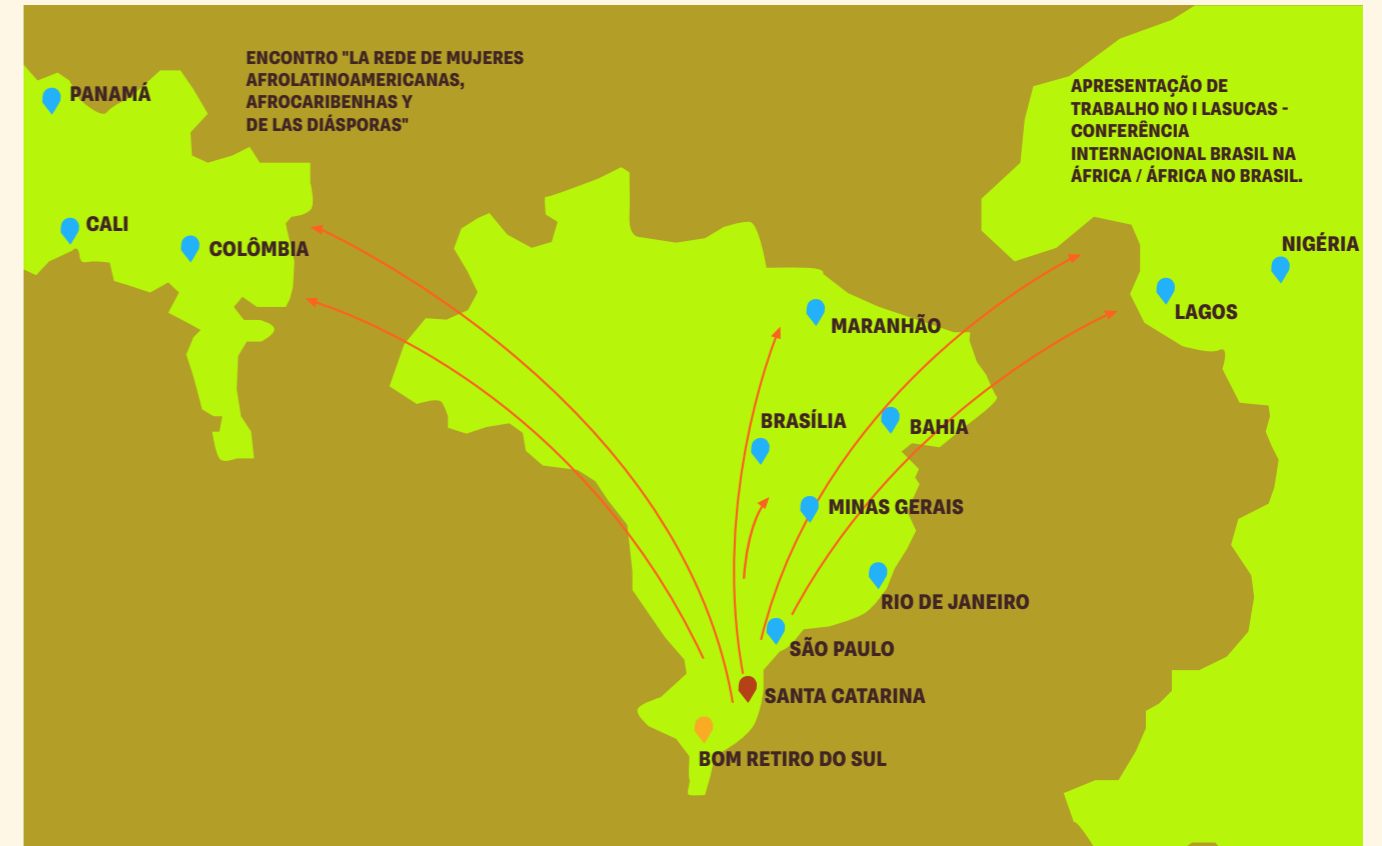 ENCONTRO "LA REDE DE MUJERES
AFROLATINOAMERICANAS,
AFROCARIBENHAS Y
DE LAS DIÁSPORAS"
PANAMÁ
CALI
COLÔMBIA
APRESENTAÇÃO DE
TRABALHO NO I LASUCAS -
CONFERÊNCIA
INTERNACIONAL BRASIL NA
ÁFRICA / ÁFRICA NO BRASIL.
NIGÉRIA
LAGOS
MARANHÃO
BRASÍLIA
BAHIA
MINAS GERAIS
RIO DE JANEIRO
SÃO PAULO
SANTA CATARINA
BOM RETIRO DO SUL